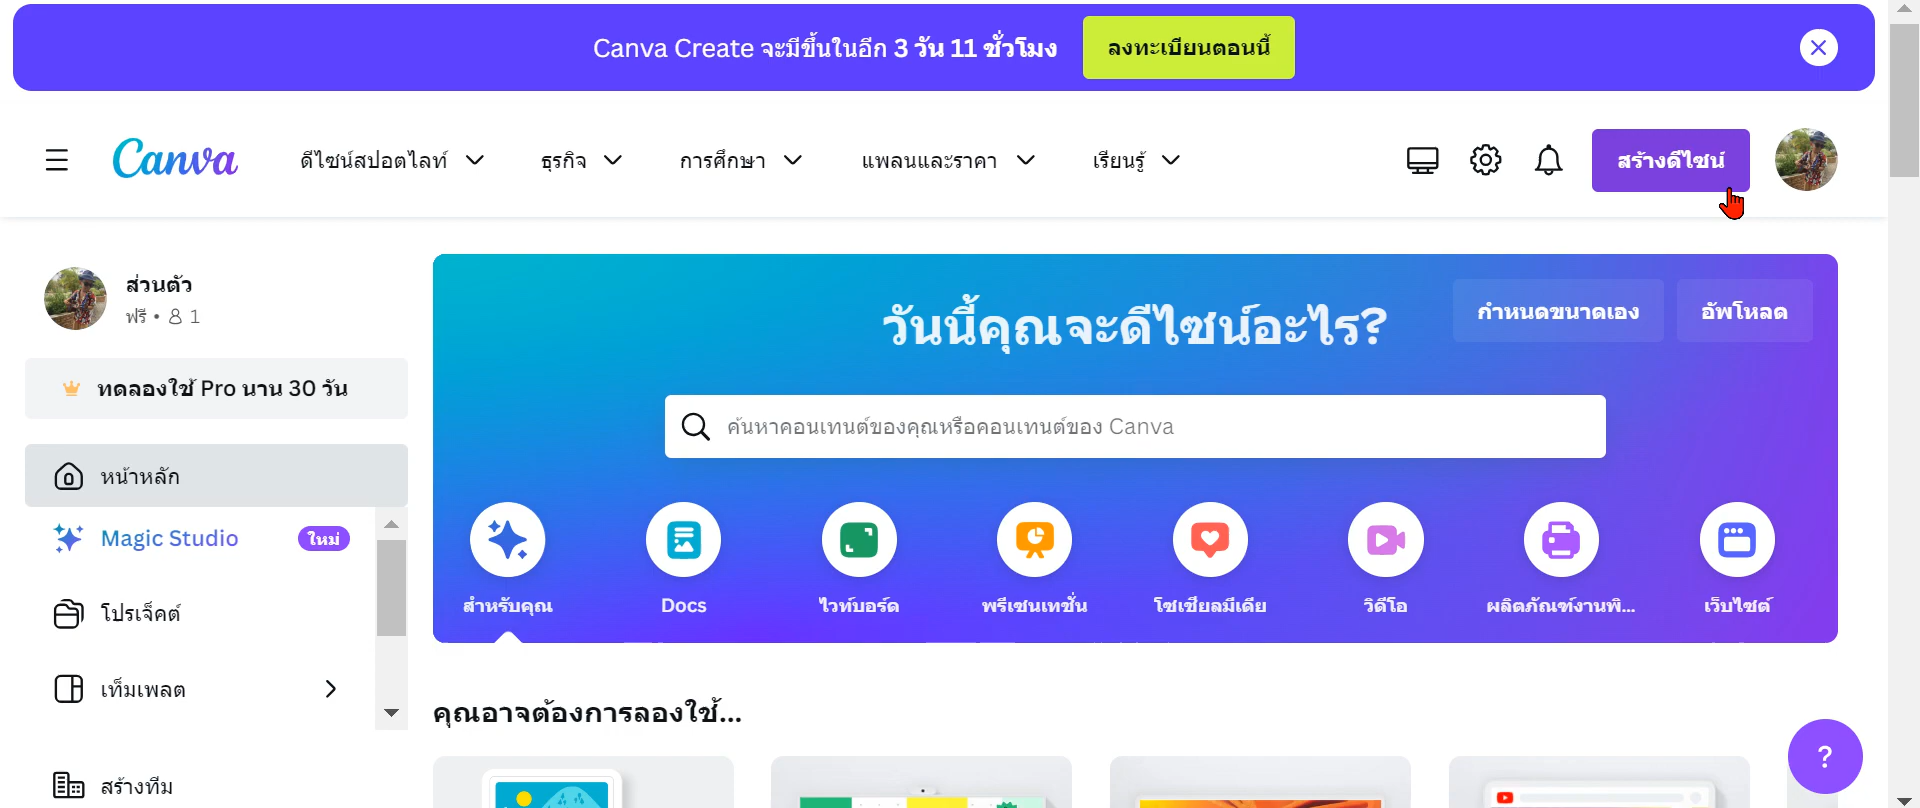 Canva Create จะมีขึ้นในอีก 3 วัน 11 ชั่วโมง
ลงทะเบียนตอนนี้
Canva
ดีไซน์สปอตไลท์
ธุรกิจ
การศึกษา
แพลนและราคา
เรียนรู้
สร้างดีไซน์
ส่วนตัว
ฟรี • 1
ทดลองใช้ Pro นาน 30 วัน
หน้าหลัก
Magic Studio
ใหม่
โปรเจ็คต์
เท็มเพลต
สร้างทีม
วันนี้คุณจะดีไซน์อะไร?
กำหนดขนาดเอง
อัพโหลด
ค้นหาคอนเทนต์ของคุณหรือคอนเทนต์ของ Canva
สำหรับคุณ
Docs
ไวท์บอร์ด
พรีเซนเทชั่น
โซเชียลมีเดีย
วิดีโอ
ผลิตภัณฑ์งานพิ...
เว็บไซต์
คุณอาจต้องการลองใช้...
?